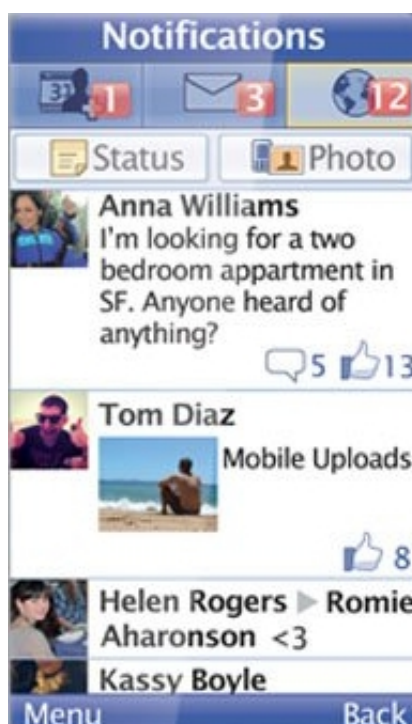 Notifications
31 1 3 12
Status Photo
Anna Williams
I'm looking for a two
bedroom appartment in
SF. Anyone heard of
anything?
5 13
Tom Diaz
Mobile Uploads
8
Helen Rogers ▶ Romie
Aharonson <3
Kassy Boyle
Menu Back